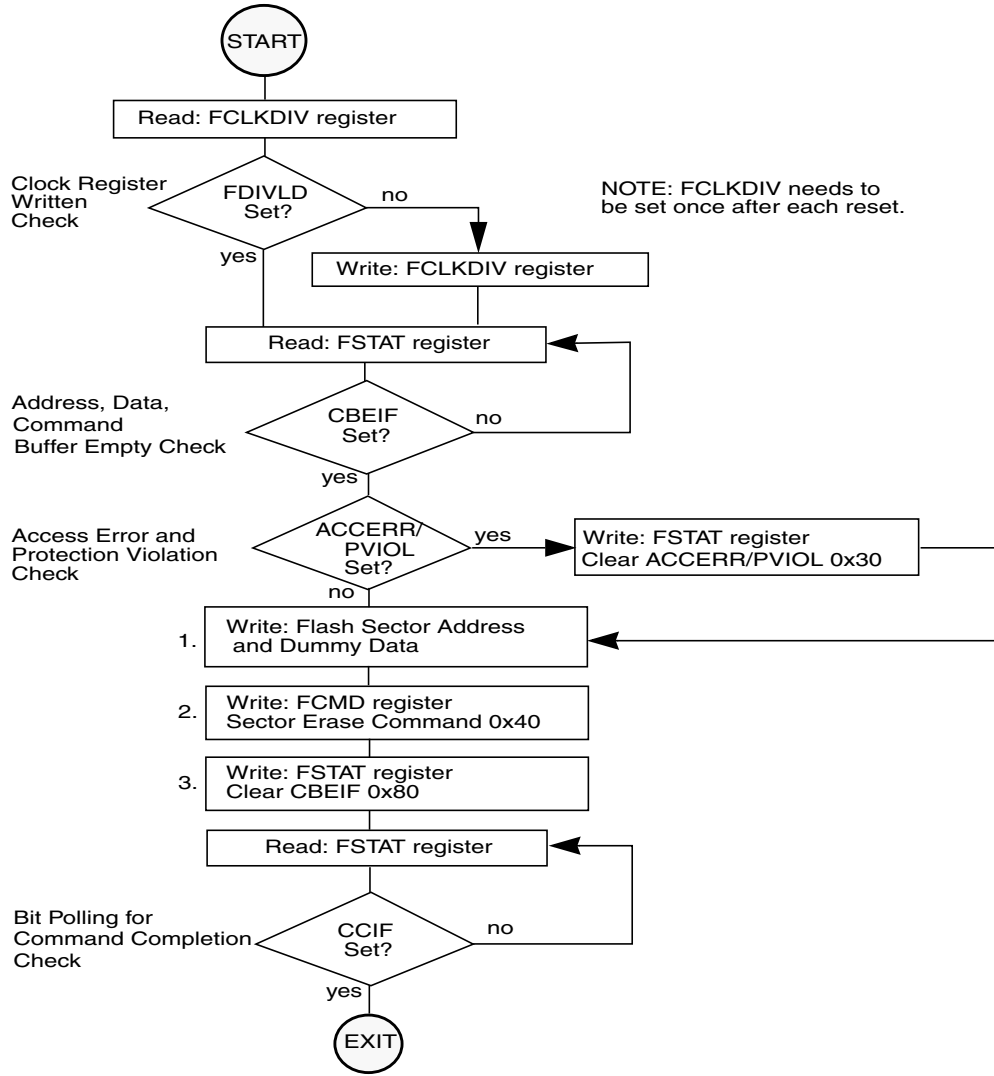 START
Read: FCLKDIV register
Clock Register
Written
Check
FDIVLD
Set?
no
yes
NOTE: FCLKDIV needs to
be set once after each reset.
Write: FCLKDIV register
Read: FSTAT register
Address, Data,
Command
Buffer Empty Check
CBEIF
Set?
no
yes
Access Error and
Protection Violation
Check
ACCERR/
PVIOL
Set?
yes
no
Write: FSTAT register
Clear ACCERR/PVIOL 0x30
1.
Write: Flash Sector Address
and Dummy Data
2.
Write: FCMD register
Sector Erase Command 0x40
3.
Write: FSTAT register
Clear CBEIF 0x80
Read: FSTAT register
Bit Polling for
Command Completion
Check
CCIF
Set?
no
yes
EXIT